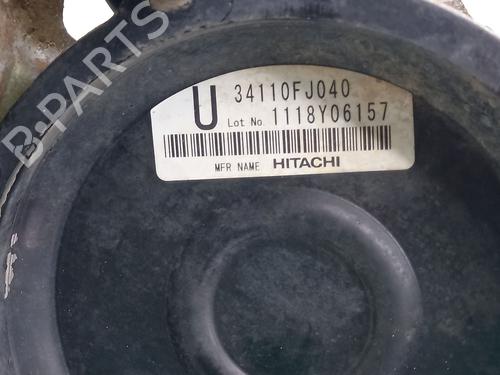 U 34110FJ040
Lot No. 1118Y06157
MFR NAME HITACHI
B-PARTS